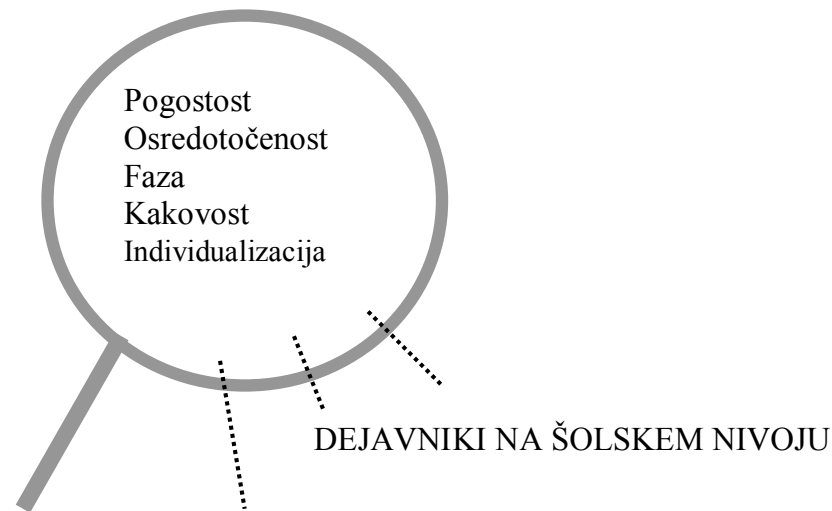 Pogostost
Osredotočenost
Faza
Kakovost
Individualizacija
DEJAVNIKI NA ŠOLSKEM NIVOJU